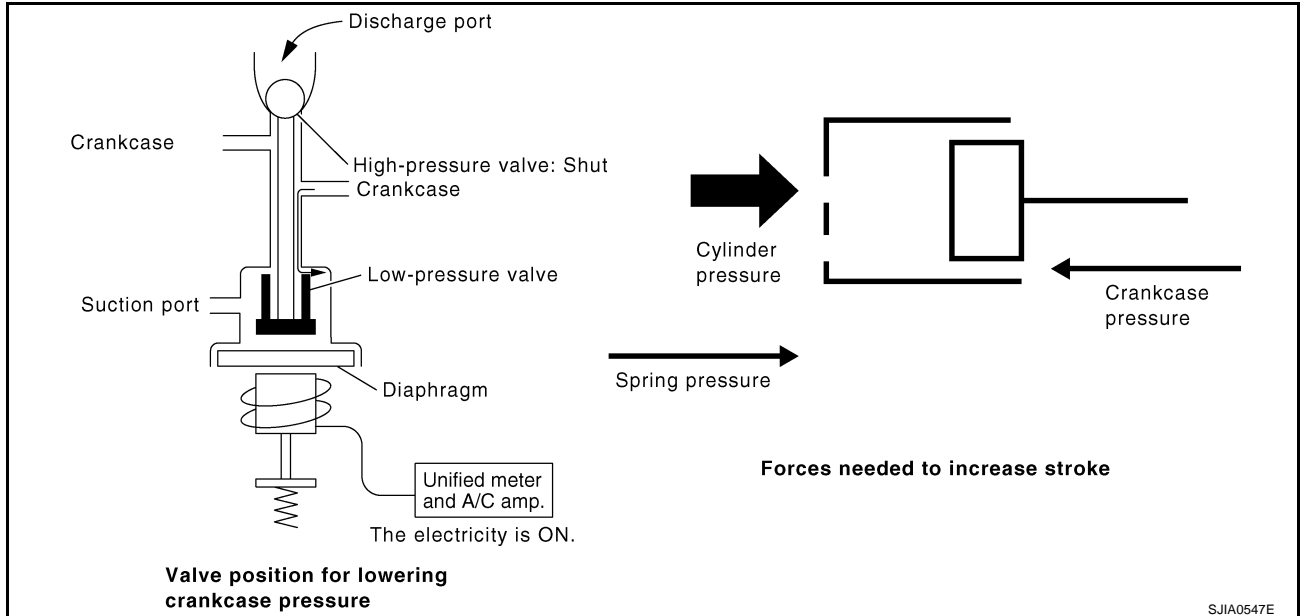 Discharge port
Crankcase
High-pressure valve: Shut
Crankcase
Low-pressure valve
Suction port
Diaphragm
Unified meter
and A/C amp.
The electricity is ON.
Valve position for lowering
crankcase pressure
Cylinder
pressure
Crankcase
pressure
Spring pressure
Forces needed to increase stroke
SJIA0547E